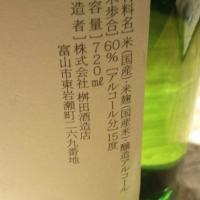 料名】米(国産)・米麹(国産米)・醸造アルコール
米歩合】60%【アルコール分】15度
容量】720ml
造者】株式会社 桝田酒造店
富山市東岩瀬町二六九番地